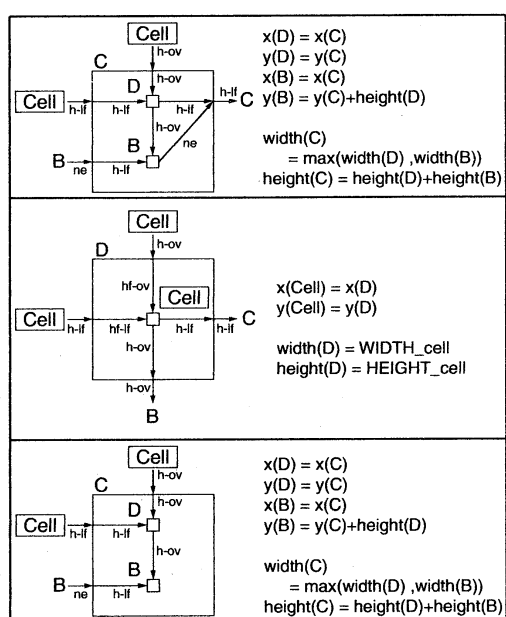 Cell
h-ov
C
h-ov
D
Cell h-lf h-lf h-lf h-lf C
h-ov
B
ne
B ne h-lf
x(D) = x(C)
y(D) = y(C)
x(B) = x(C)
y(B) = y(C)+height(D)
width(C)
= max(width(D) ,width(B))
height(C) = height(D)+height(B)
Cell
h-ov
D
hf-ov
Cell
Cell h-lf hf-lf h-lf h-lf C
h-ov
h-ov
B
x(Cell) = x(D)
y(Cell) = y(D)
width(D) = WIDTH_cell
height(D) = HEIGHT_cell
Cell
h-ov
C
h-ov
D
Cell h-lf h-lf
h-ov
B
B ne h-lf
x(D) = x(C)
y(D) = y(C)
x(B) = x(C)
y(B) = y(C)+height(D)
width(C)
= max(width(D) ,width(B))
height(C) = height(D)+height(B)